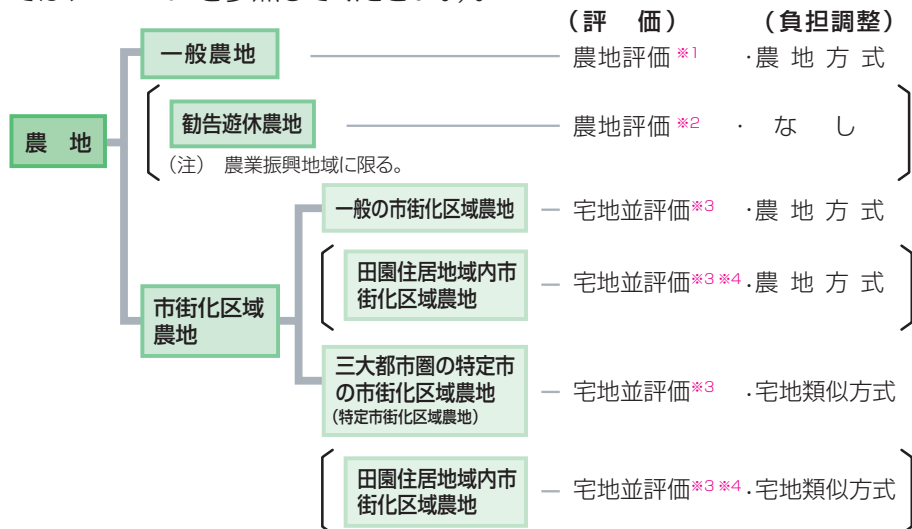 （評　価）　（負担調整）
一般農地　農地評価※1　・農 地 方 式
農　地
勧告遊休農地　農地評価※2　・　な　し
（注）　農業振興地域に限る。
一般の市街化区域農地　宅地並評価※3　・農 地 方 式
田園住居地域内市
街化区域農地　宅地並評価※3 ※4・農 地 方 式
市街化区域
農地
三大都市圏の特定市
の市街化区域農地
（特定市街化区域農地）　宅地並評価※3　・宅地類似方式
田園住居地域内市
街化区域農地　宅地並評価※3 ※4・宅地類似方式